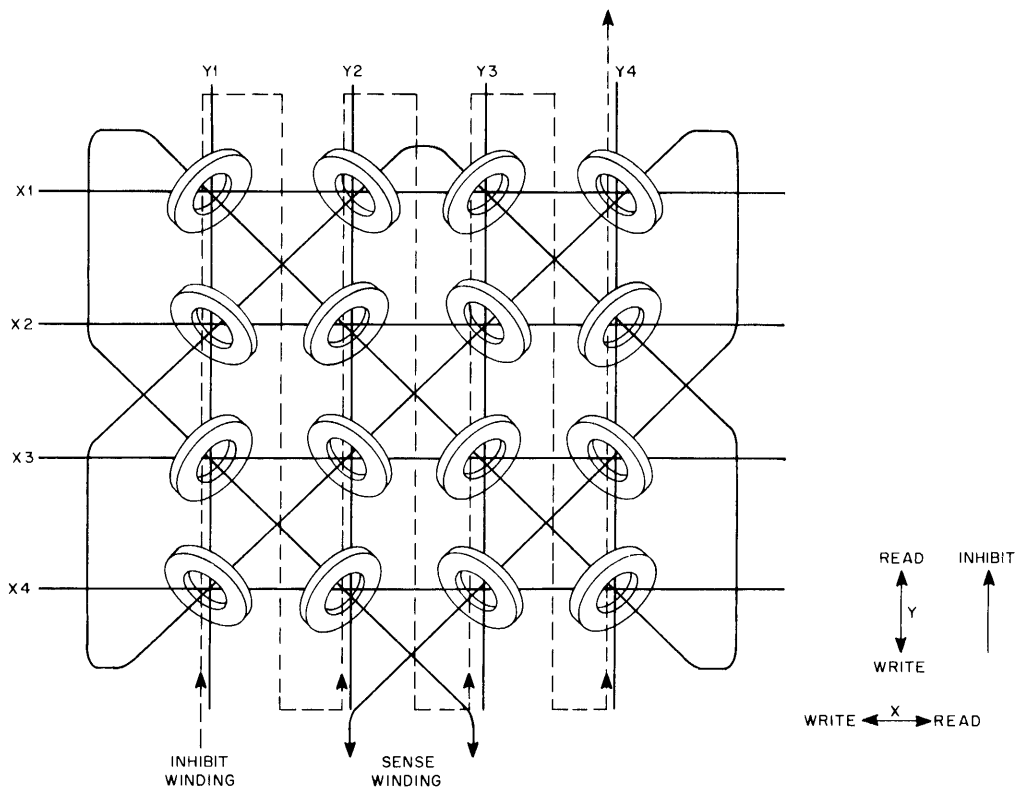 Y1
Y2
Y3
Y4
X1
X2
X3
X4
READ
INHIBIT
Y
WRITE
WRITE
X
READ
INHIBIT
WINDING
SENSE
WINDING